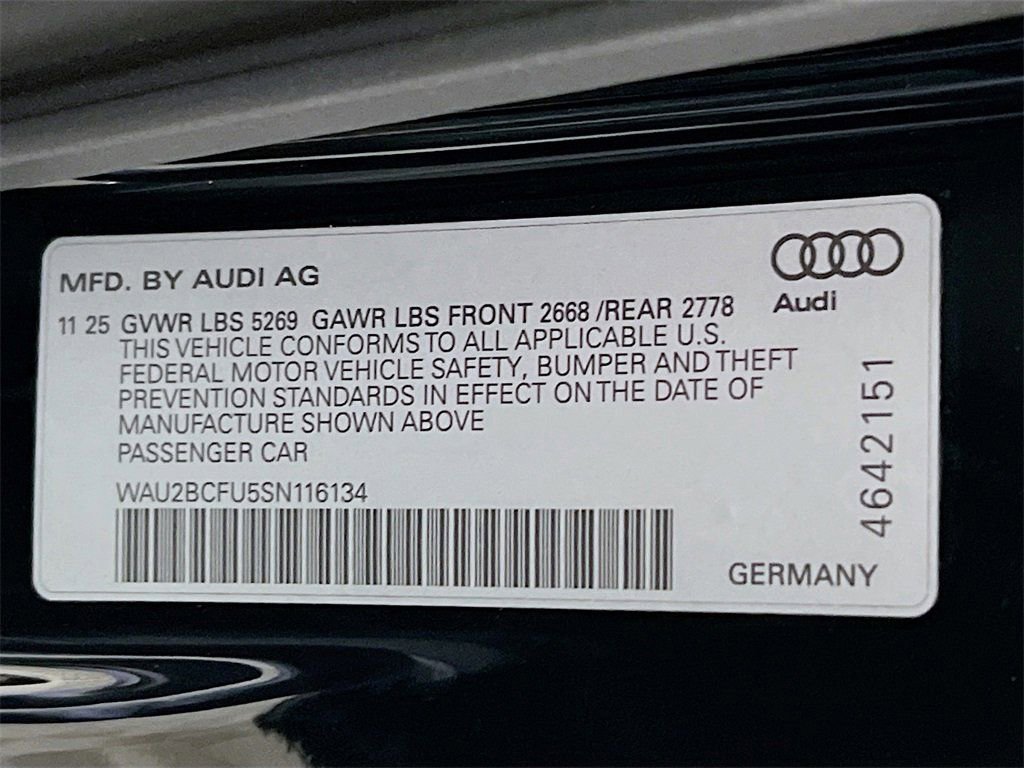 MFD. BY AUDI AG
Audi
11 25 GVWR LBS 5269 GAWR LBS FRONT 2668 /REAR 2778
THIS VEHICLE CONFORMS TO ALL APPLICABLE U.S.
FEDERAL MOTOR VEHICLE SAFETY, BUMPER AND THEFT
PREVENTION STANDARDS IN EFFECT ON THE DATE OF
MANUFACTURE SHOWN ABOVE
PASSENGER CAR
WAU2BCFU5SN116134
4642151
GERMANY